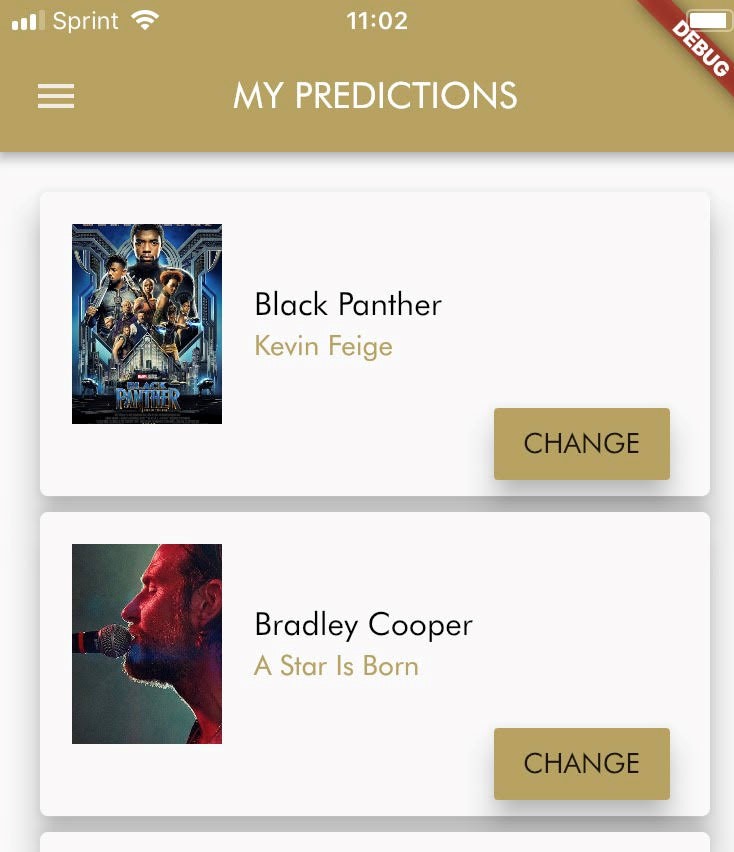 Sprint 11:02
DEBUG
MY PREDICTIONS
BLACK
PANTHER
Black Panther
Kevin Feige
CHANGE
Bradley Cooper
A Star Is Born
CHANGE